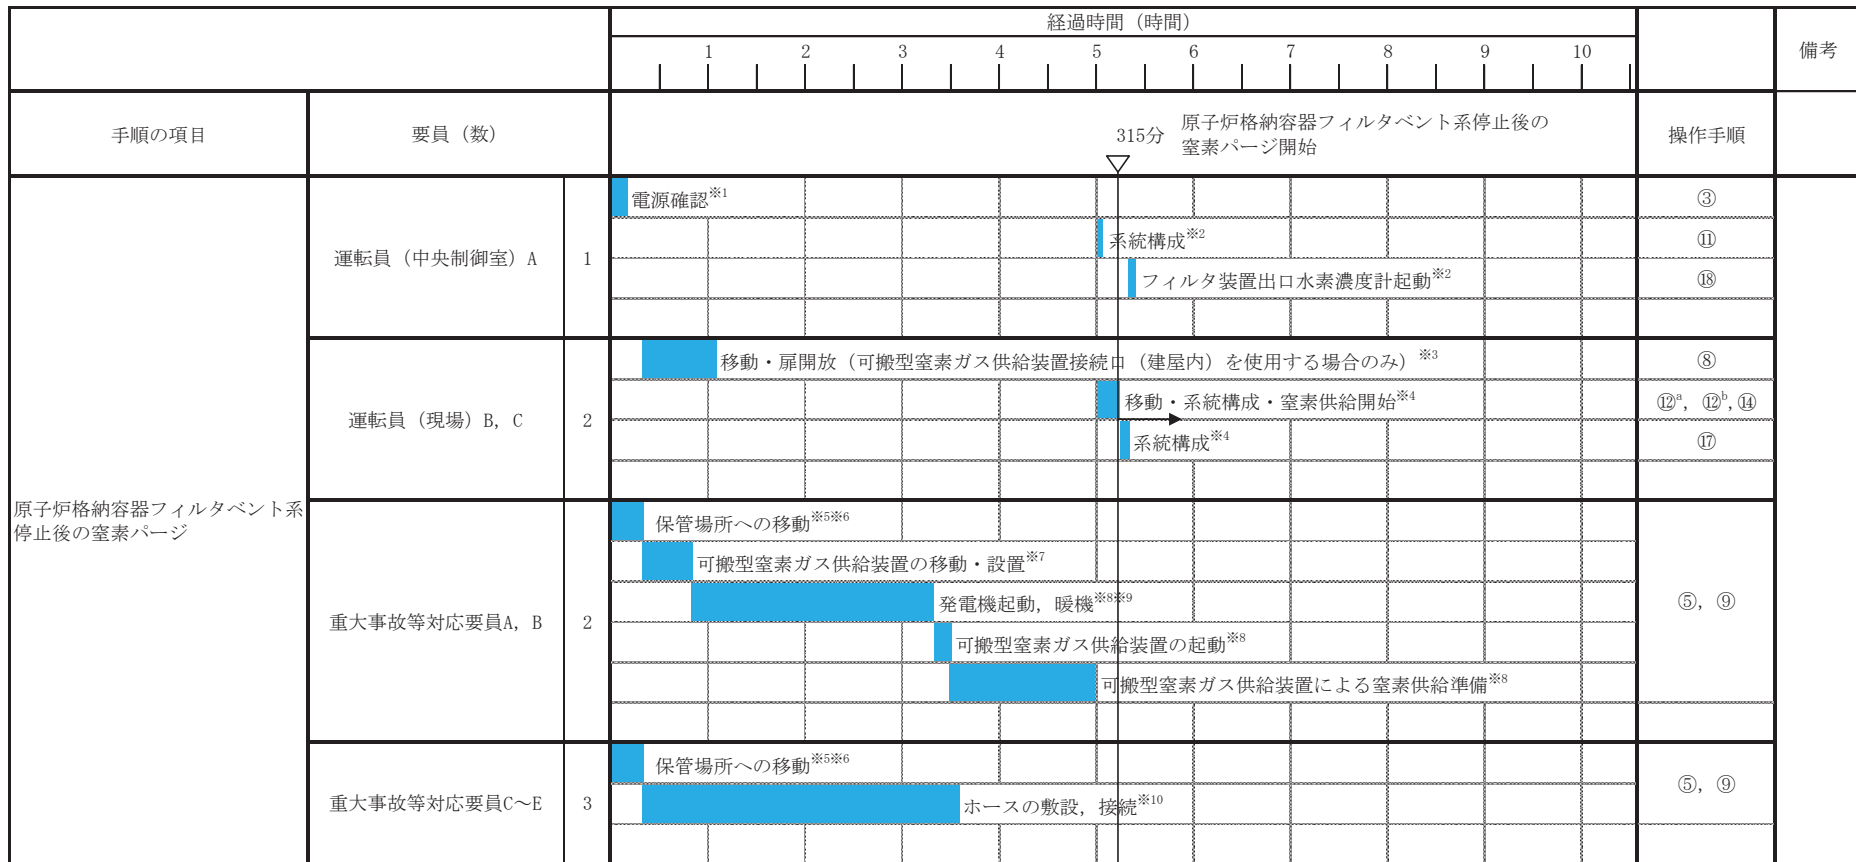 経過時間（時間）
備考
1 2 3 4 5 6 7 8 9 10
手順の項目
要員（数）
315分
原子炉格納容器フィルタベント系停止後の
窒素パージ開始
操作手順
原子炉格納容器フィルタベント系
停止後の窒素パージ
運転員（中央制御室）A
1
電源確認※1
③
系統構成※2
⑪
フィルタ装置出口水素濃度計起動※2
⑱
運転員（現場）B, C
2
移動・扉開放（可搬型窒素ガス供給装置接続口（建屋内）を使用する場合のみ）※3
⑧
移動・系統構成・窒素供給開始※4
⑫a, ⑫b, ⑭
系統構成※4
⑰
重大事故等対応要員A, B
2
保管場所への移動※5※6
可搬型窒素ガス供給装置の移動・設置※7
発電機起動，暖機※8※9
可搬型窒素ガス供給装置の起動※8
可搬型窒素ガス供給装置による窒素供給準備※8
⑤，⑨
重大事故等対応要員C～E
3
保管場所への移動※5※6
ホースの敷設，接続※10
⑤，⑨